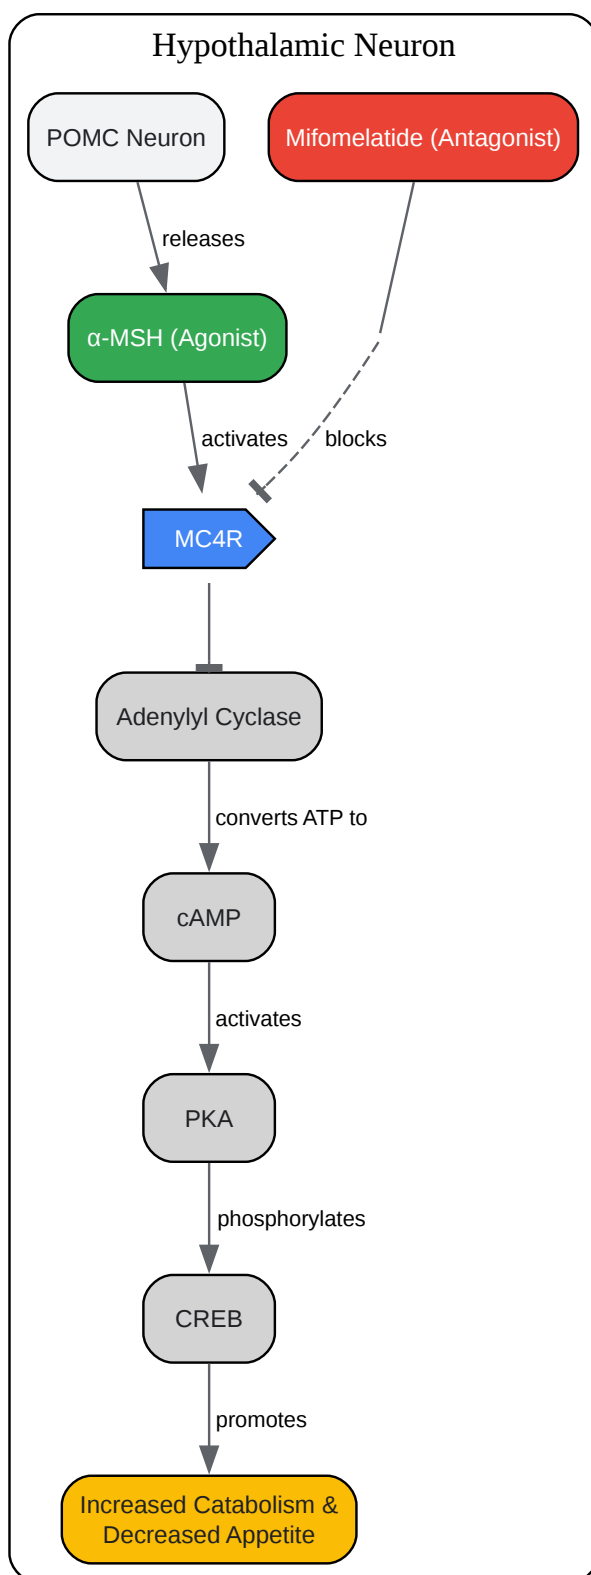 Hypothalamic Neuron
POMC Neuron
Mifomelatide (Antagonist)
releases
α-MSH (Agonist)
activates
blocks
MC4R
Adenylyl Cyclase
converts ATP to
cAMP
activates
PKA
phosphorylates
CREB
promotes
Increased Catabolism &
Decreased Appetite